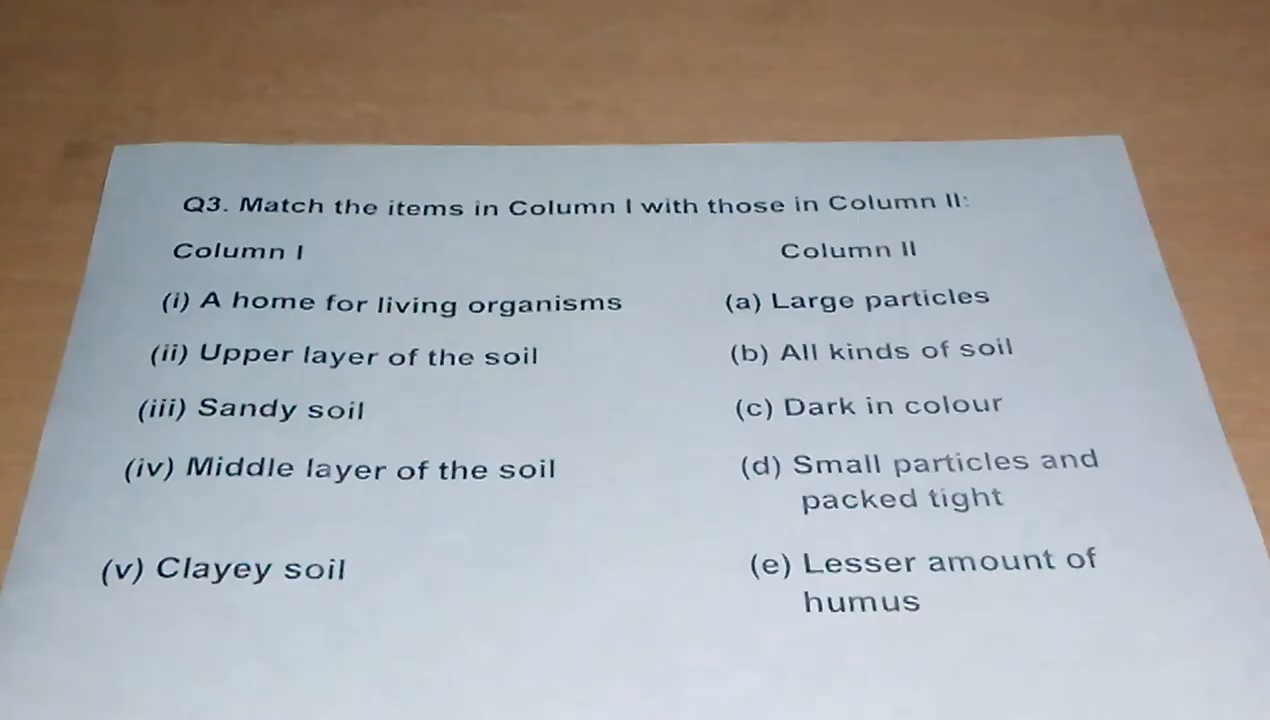 Q3. Match the items in Column I with those in Column II:
Column I Column II
(i) A home for living organisms (a) Large particles
(ii) Upper layer of the soil (b) All kinds of soil
(iii) Sandy soil (c) Dark in colour
(iv) Middle layer of the soil (d) Small particles and
packed tight
(v) Clayey soil (e) Lesser amount of
humus